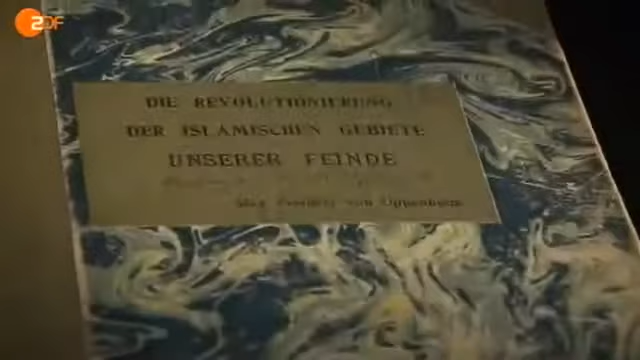 ZDF
DIE REVOLUTIONIERUNG
DER ISLAMISCHEN GEBIETE
UNSERER FEINDE
Max Freiherr von Oppenheim